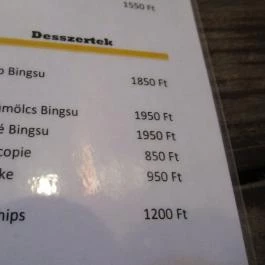 1550 Ft
Desszertek
Bingsu 1850 Ft
Bingsu 1950 Ft
Bingsu 1950 Ft
850 Ft
950 Ft
1200 Ft